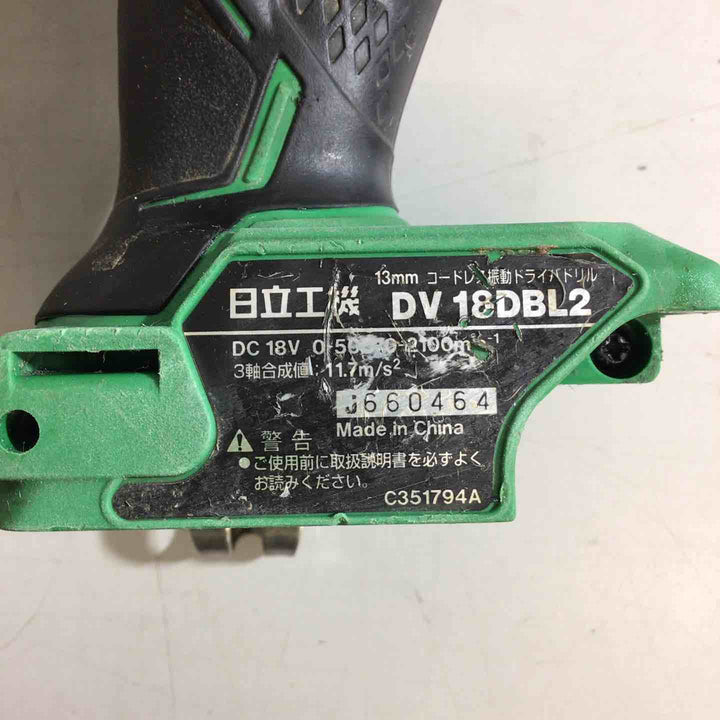 13mm コードレス振動ドライバドリル
日立工機 DV 18DBL2
DC 18V 2100m
3軸合成値: 11.7m/s²
J660464
Made in China
警告
●ご使用前に取扱説明書を必ずよく
お読みください。
C351794A